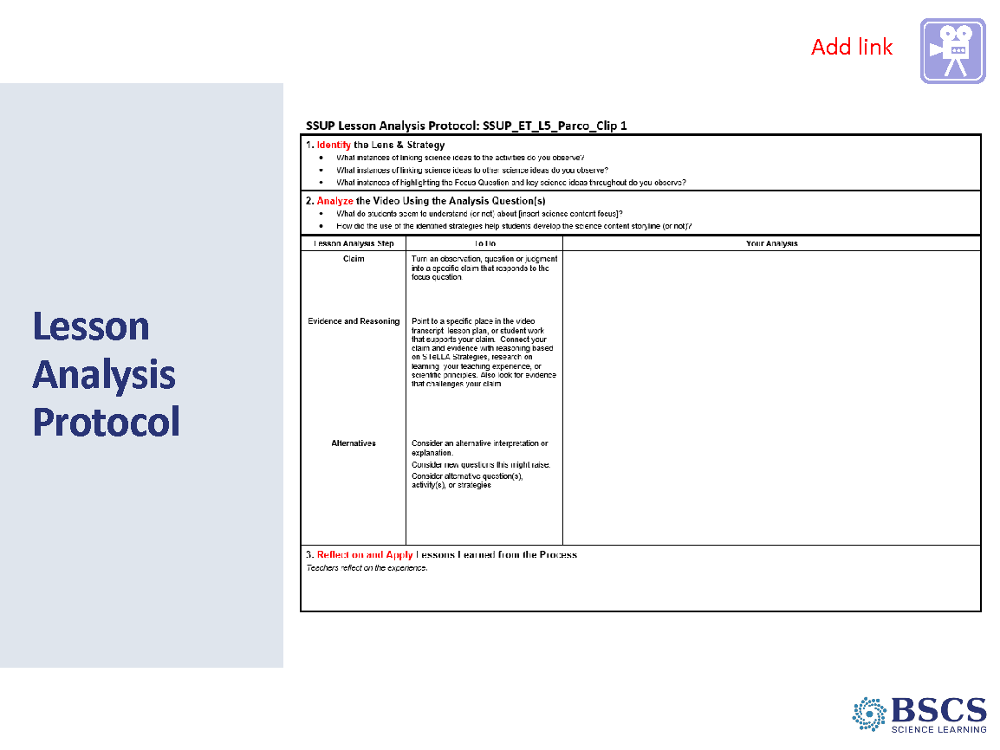 Add link
Lesson
Analysis
Protocol
SSUP Lesson Analysis Protocol: SSUP_ET_L5_Parco_Clip 1
1. Identify the Lens & Strategy
• What instances of linking science ideas to the activities do you observe?
• What instances of linking science ideas to other science ideas do you observe?
• What instances of highlighting the Focus Question and key science ideas throughout do you observe?
2. Analyze the Video Using the Analysis Question(s)
• What do students seem to understand (or not) about [insert science content focus]?
• How did the use of the identified strategies help students develop the science content storyline (or not)?
Lesson Analysis Step To Do Your Analysis
Claim
Turn an observation, question or judgment
into a specific claim that responds to the
focus question.
Evidence and Reasoning
Point to a specific place in the video
transcript, lesson plan, or student work
that supports your claim. Connect your
claim and evidence with reasoning based
on STeLLA Strategies, research on
learning, your teaching experience, or
scientific principles. Also look for evidence
that challenges your claim
Alternatives
Consider an alternative interpretation or
explanation.
Consider new questions this might raise.
Consider alternative question(s),
activity(s), or strategies
3. Reflect on and Apply Lessons Learned from the Process
Teachers reflect on the experience.
BSCS
SCIENCE LEARNING